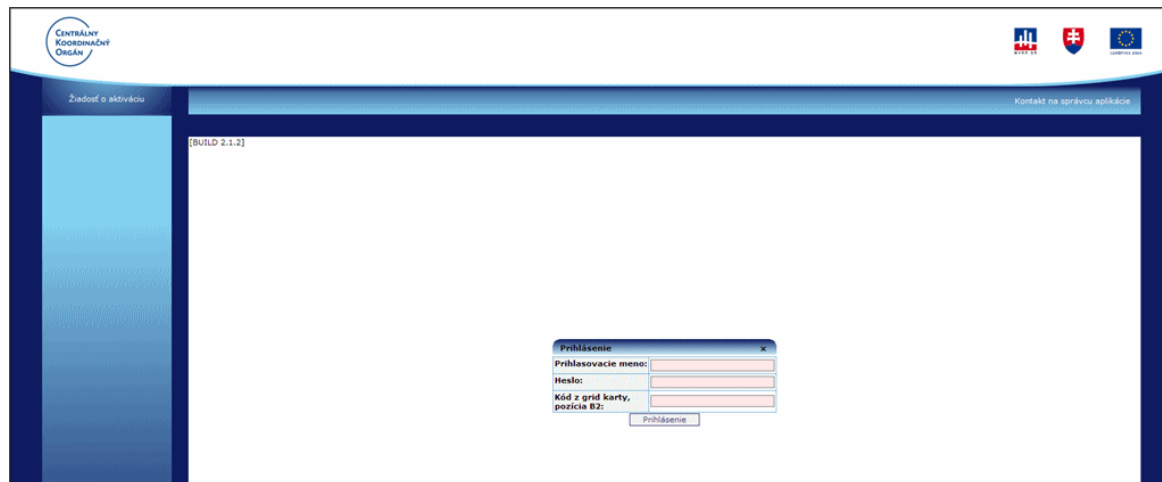 CENTRÁLNY
KOORDINAČNÝ
ORGÁN
Žiadosť o aktiváciu
Kontakt na správcu aplikácie
[BUILD 2.1.2]
Prihlásenie x
Prihlasovacie meno:
Heslo:
Kód z grid karty,
pozícia B2:
Prihlásenie